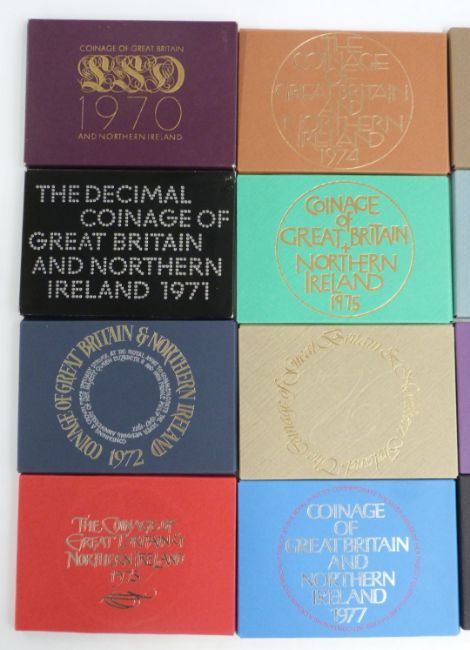 COINAGE OF GREAT BRITAIN
LSD
1970
AND NORTHERN IRELAND
THE DECIMAL
COINAGE OF
GREAT BRITAIN
AND NORTHERN
IRELAND 1971
COINAGE OF GREAT BRITAIN & NORTHERN IRELAND
1972
THE COINAGE OF
GREAT BRITAIN &
NORTHERN IRELAND
THE
COINAGE
OF
GREAT BRITAIN
AND
NORTHERN
IRELAND
1974
COINAGE
OF
GREAT BRITAIN
+
NORTHERN
IRELAND
1975
The Coinage of Great Britain & Northern Ireland
COINAGE
OF
GREAT BRITAIN
AND
NORTHERN
IRELAND
1977